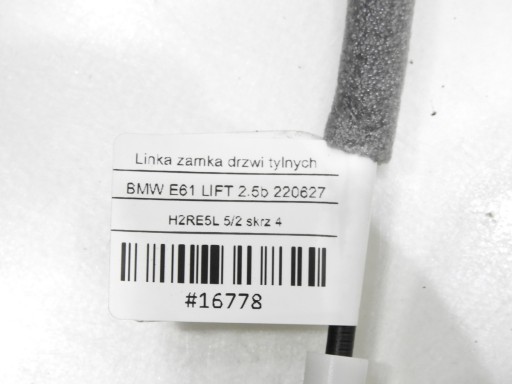 Linka zamka drzwi tylnych
BMW E61 LIFT 2.5b 220627
H2RE5L 5/2 skrz 4
#16778